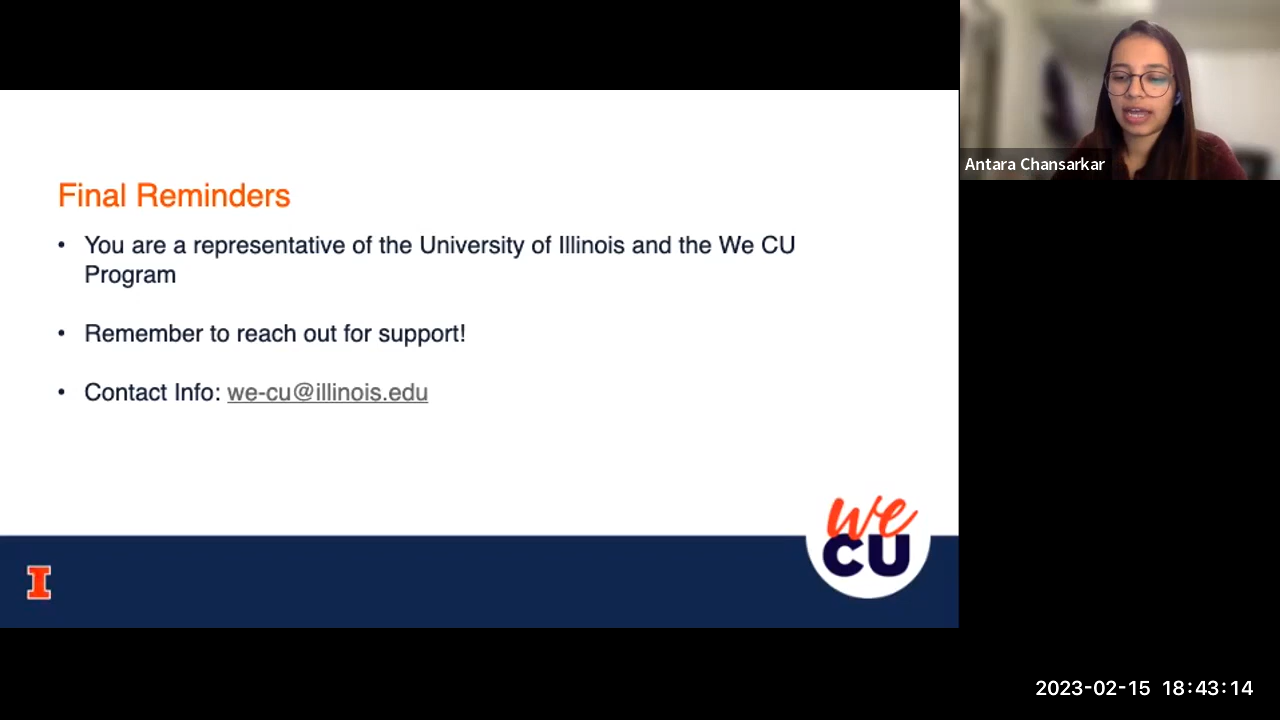 Antara Chansarkar
Final Reminders
• You are a representative of the University of Illinois and the We CU
Program
• Remember to reach out for support!
• Contact Info: we-cu@illinois.edu
we
CU
I
2023-02-15 18:43:14